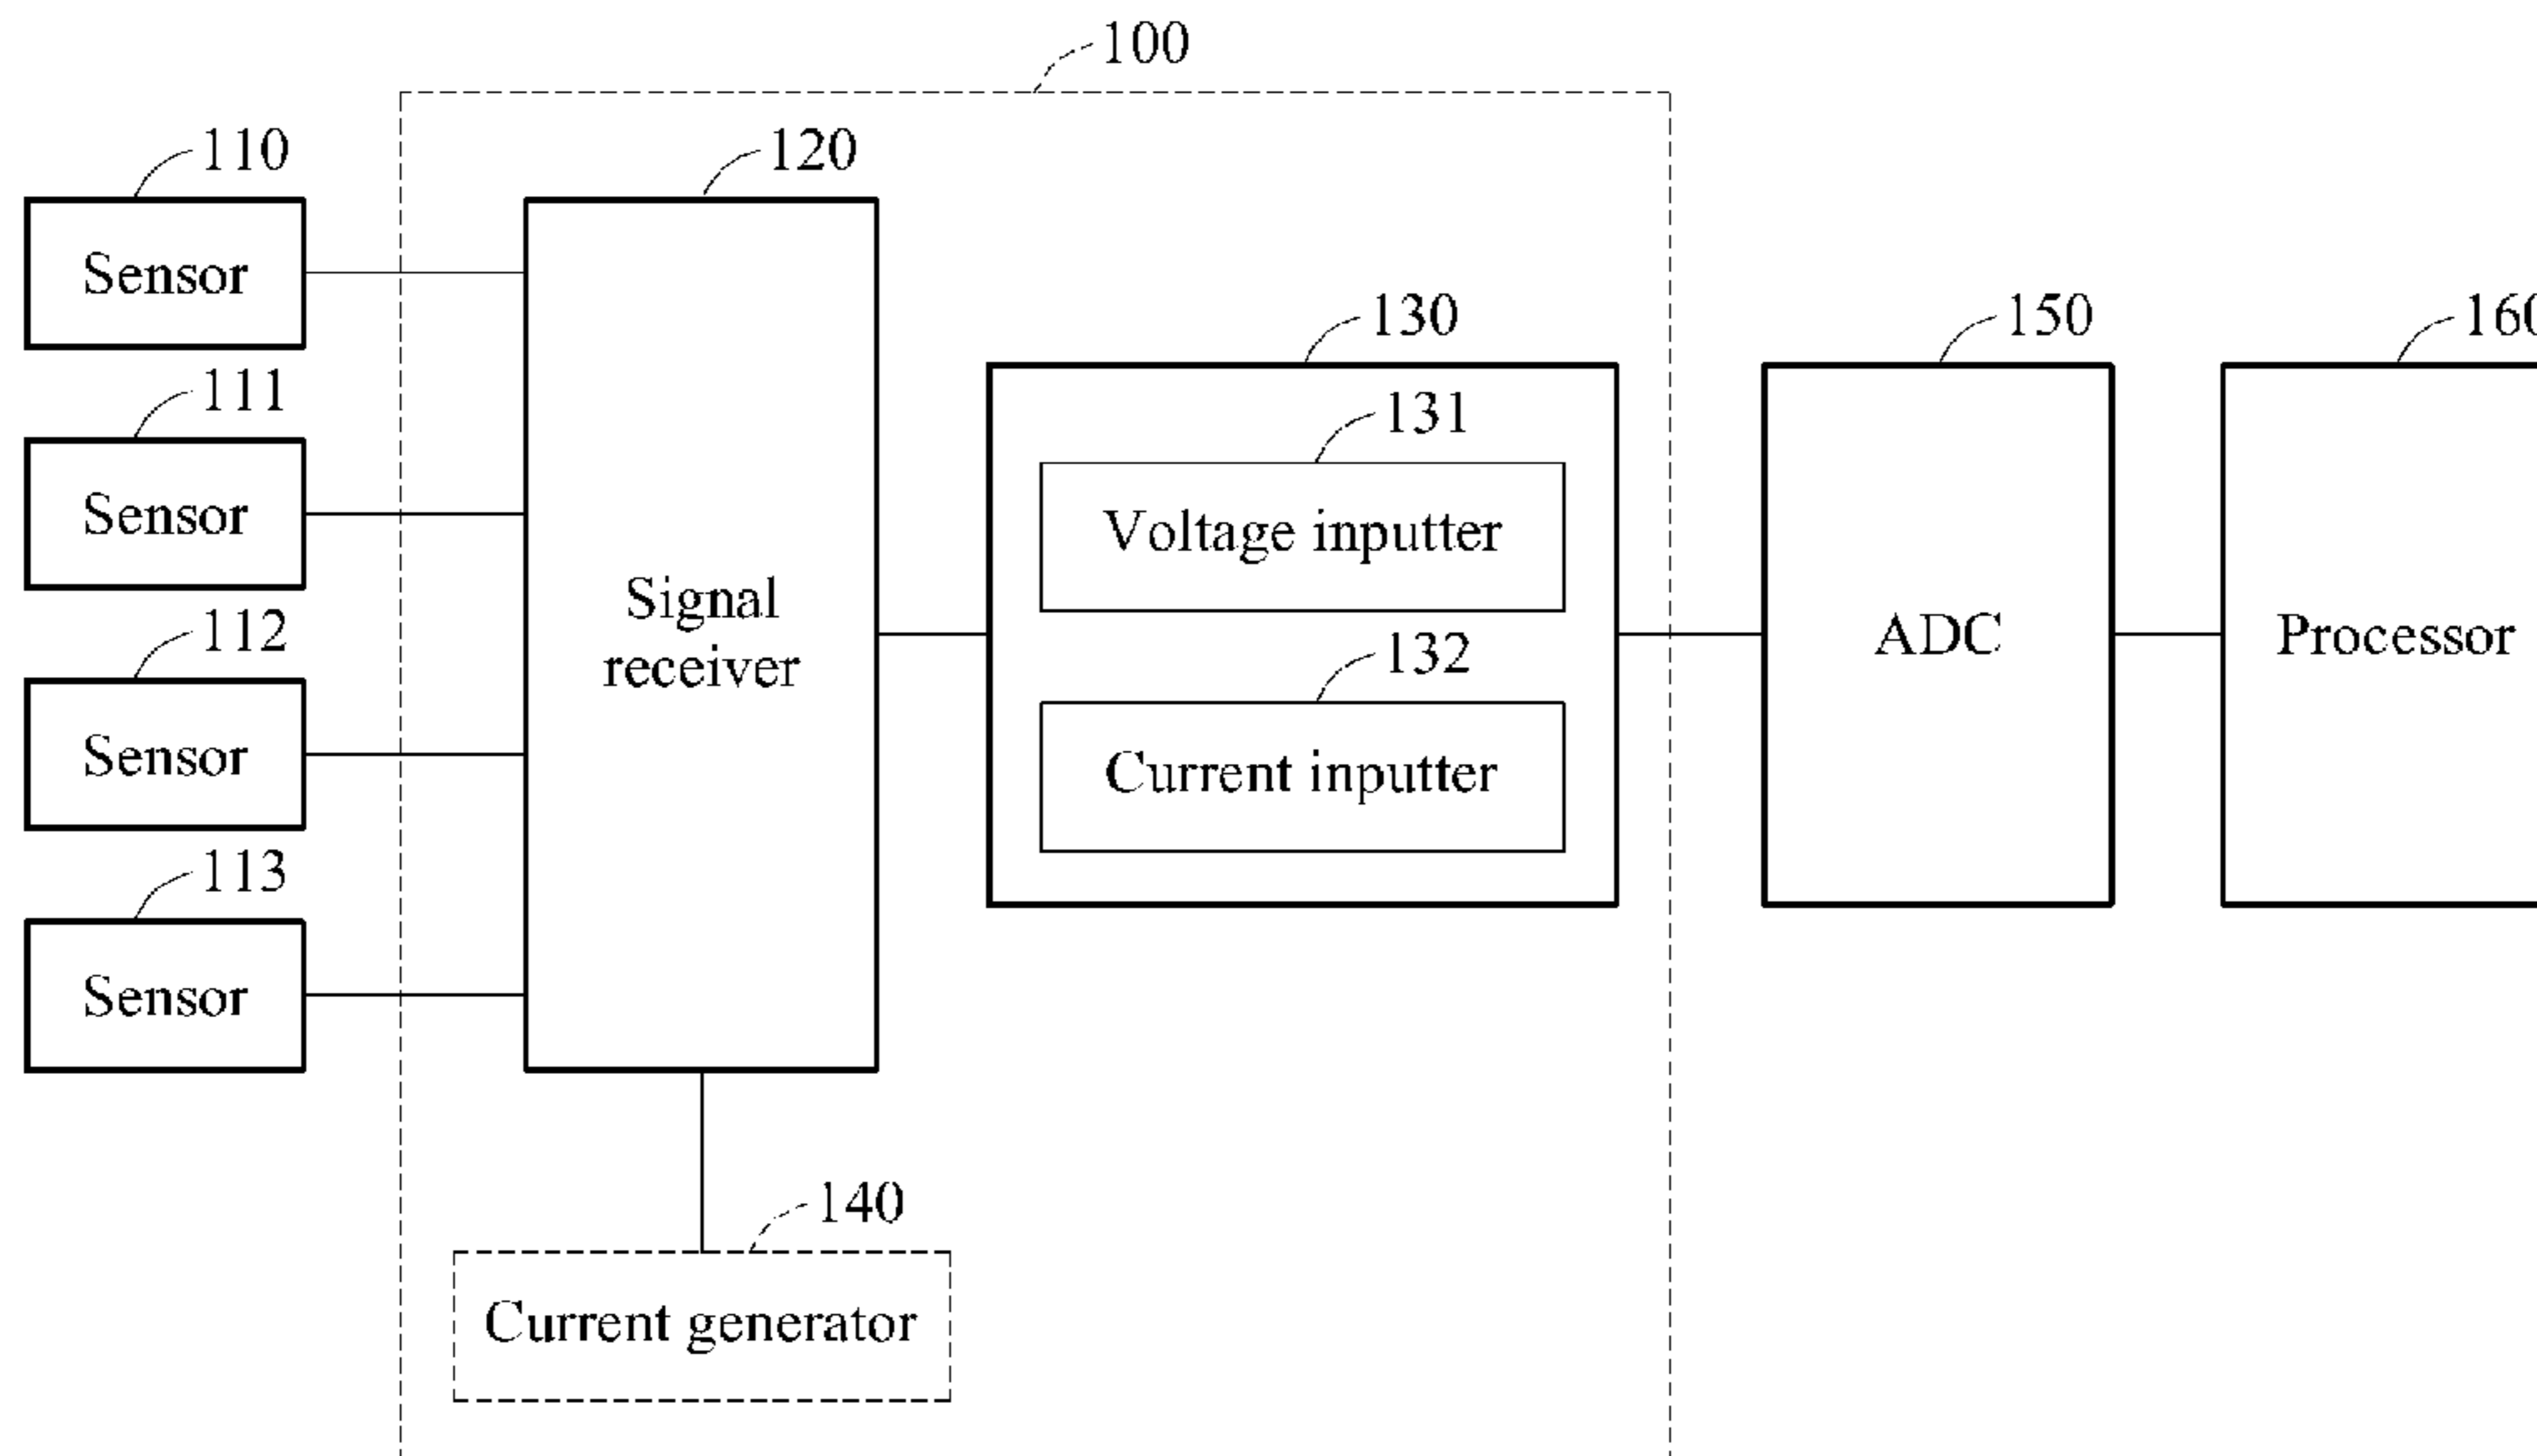 100
110
120
Sensor
130
150
160
111
131
Sensor
Voltage inputter
Signal
receiver
ADC
Processor
112
132
Sensor
Current inputter
113
Sensor
140
Current generator